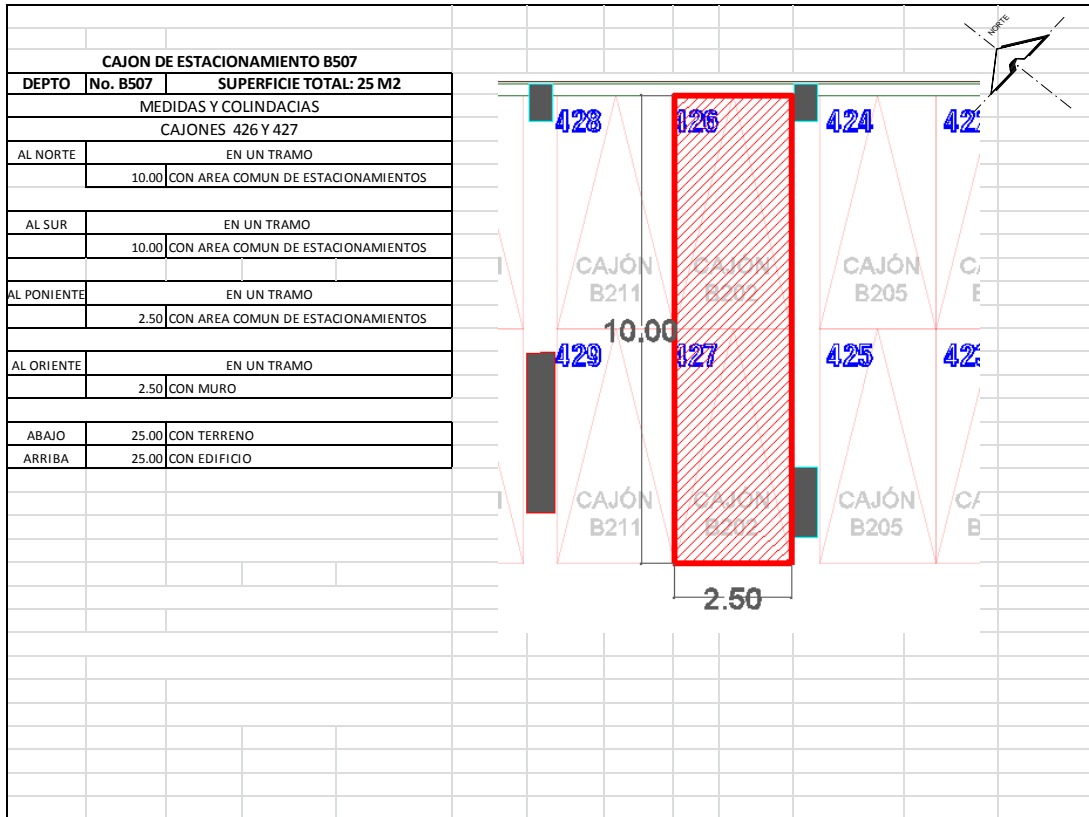 CAJON DE ESTACIONAMIENTO B507
DEPTO No. B507 SUPERFICIE TOTAL: 25 M2
MEDIDAS Y COLINDACIAS
CAJONES 426 Y 427
AL NORTE EN UN TRAMO
10.00 CON AREA COMUN DE ESTACIONAMIENTOS
AL SUR EN UN TRAMO
10.00 CON AREA COMUN DE ESTACIONAMIENTOS
AL PONIENTE EN UN TRAMO
2.50 CON AREA COMUN DE ESTACIONAMIENTOS
AL ORIENTE EN UN TRAMO
2.50 CON MURO
ABAJO 25.00 CON TERRENO
ARRIBA 25.00 CON EDIFICIO
NORTE
428 426 424
CAJÓN CAJÓN CAJÓN
B211 B202 B205
10.00
429 427 425
CAJÓN CAJÓN CAJÓN
B211 B202 B205
2.50